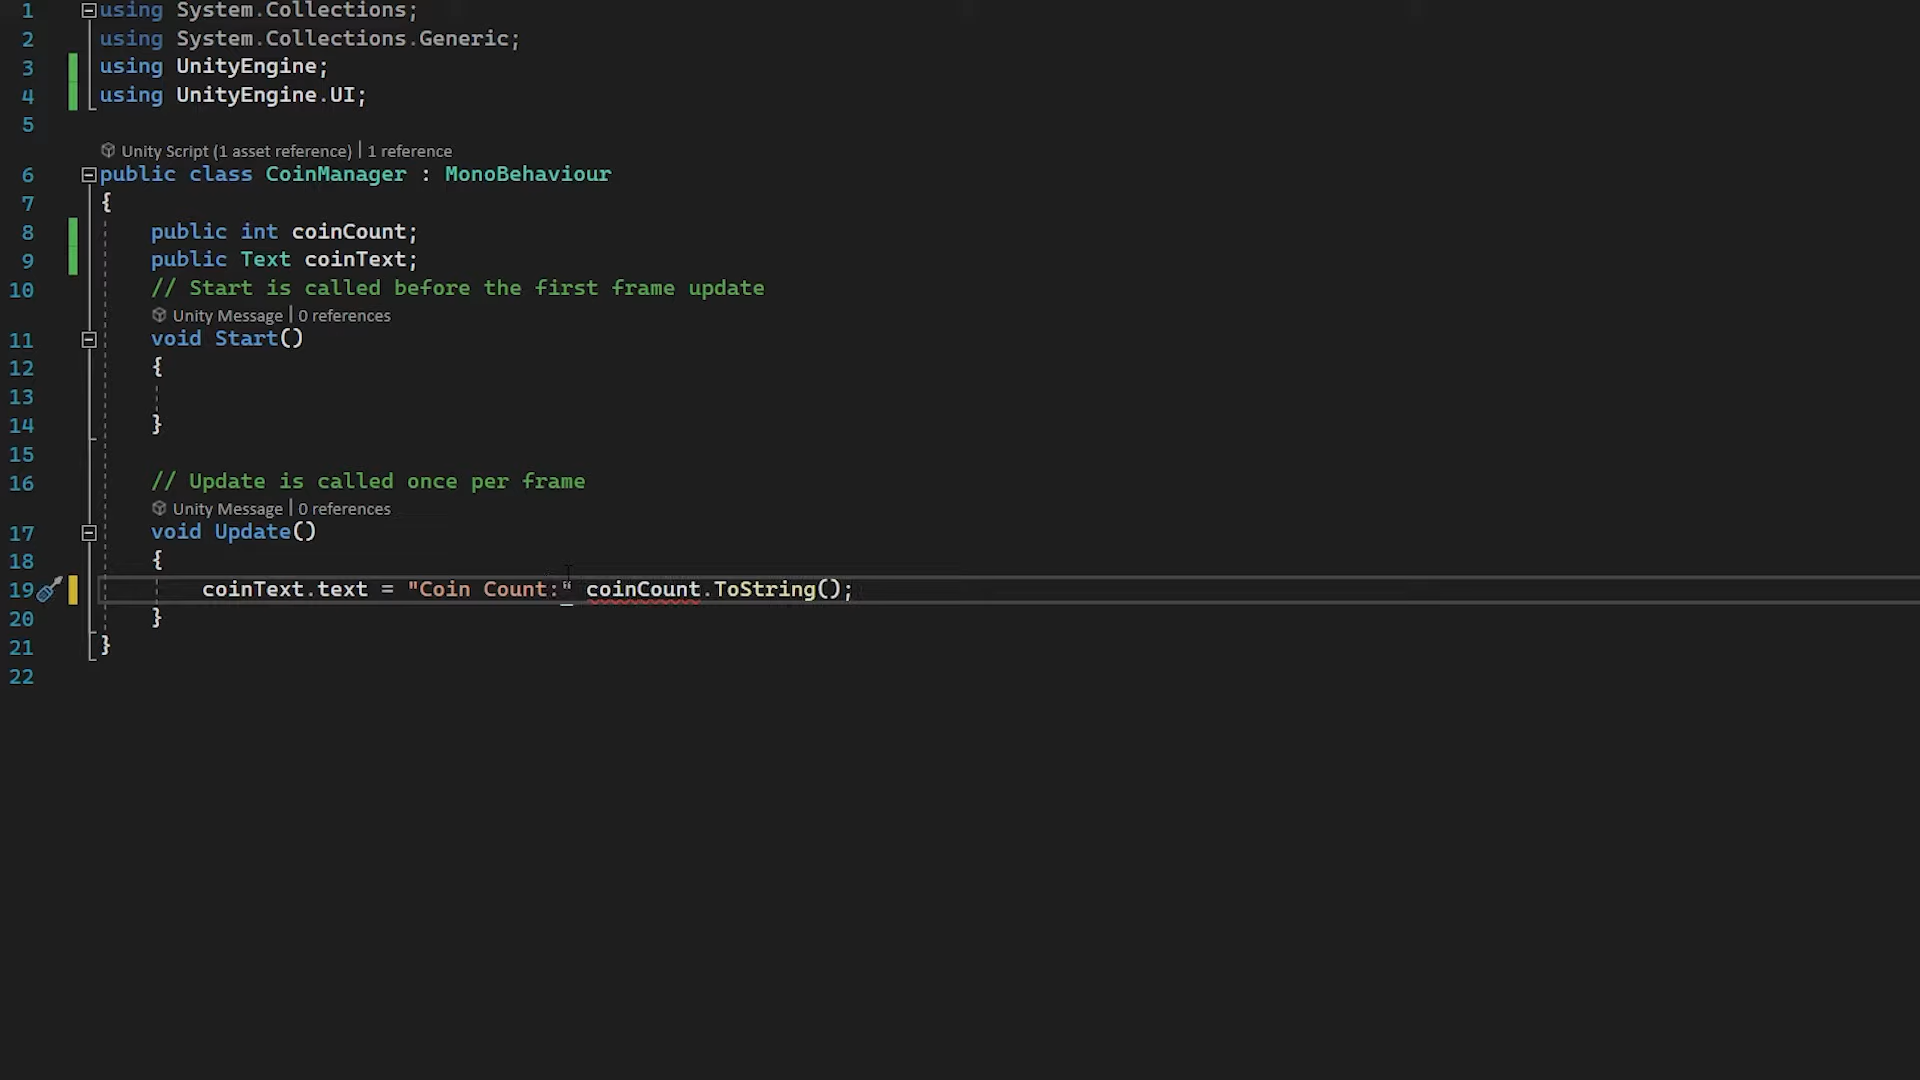 1 using System.Collections;
2 using System.Collections.Generic;
3 using UnityEngine;
4 using UnityEngine.UI;
5
Unity Script (1 asset reference) | 1 reference
6 public class CoinManager : MonoBehaviour
7 {
8 public int coinCount;
9 public Text coinText;
10 // Start is called before the first frame update
Unity Message | 0 references
11 void Start()
12 {
13
14 }
15
16 // Update is called once per frame
Unity Message | 0 references
17 void Update()
18 {
19 coinText.text = "Coin Count:" coinCount.ToString();
20 }
21 }
22